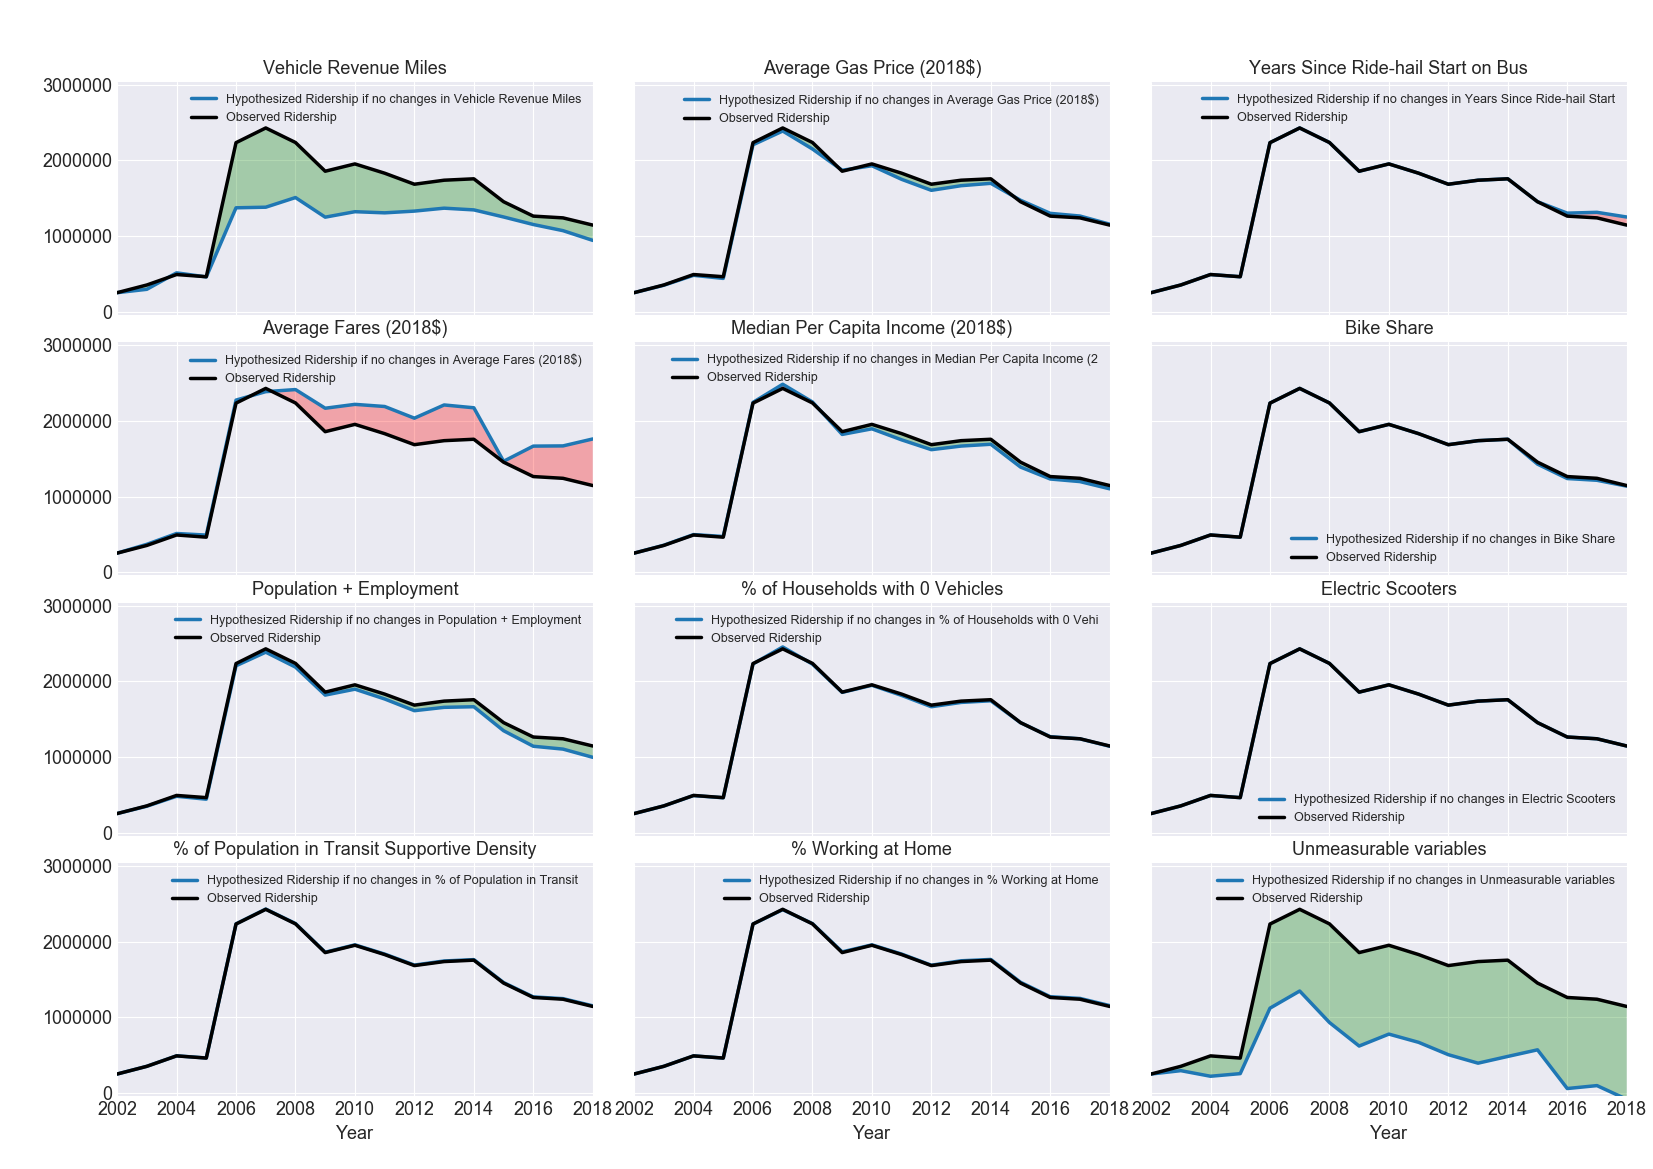 Vehicle Revenue Miles
3000000
2000000
1000000
0
Hypothesized Ridership if no changes in Vehicle Revenue Miles
Observed Ridership
Average Gas Price (2018$)
Hypothesized Ridership if no changes in Average Gas Price (2018$)
Observed Ridership
Years Since Ride-hail Start on Bus
Hypothesized Ridership if no changes in Years Since Ride-hail Start
Observed Ridership
Average Fares (2018$)
3000000
2000000
1000000
0
Hypothesized Ridership if no changes in Average Fares (2018$)
Observed Ridership
Median Per Capita Income (2018$)
Hypothesized Ridership if no changes in Median Per Capita Income (2
Observed Ridership
Bike Share
Hypothesized Ridership if no changes in Bike Share
Observed Ridership
Population + Employment
3000000
2000000
1000000
0
Hypothesized Ridership if no changes in Population + Employment
Observed Ridership
% of Households with 0 Vehicles
Hypothesized Ridership if no changes in % of Households with 0 Vehi
Observed Ridership
Electric Scooters
Hypothesized Ridership if no changes in Electric Scooters
Observed Ridership
% of Population in Transit Supportive Density
3000000
2000000
1000000
0
Hypothesized Ridership if no changes in % of Population in Transit
Observed Ridership
2002 2004 2006 2008 2010 2012 2014 2016 2018
Year
% Working at Home
Hypothesized Ridership if no changes in % Working at Home
Observed Ridership
2002 2004 2006 2008 2010 2012 2014 2016 2018
Year
Unmeasurable variables
Hypothesized Ridership if no changes in Unmeasurable variables
Observed Ridership
2002 2004 2006 2008 2010 2012 2014 2016 2018
Year